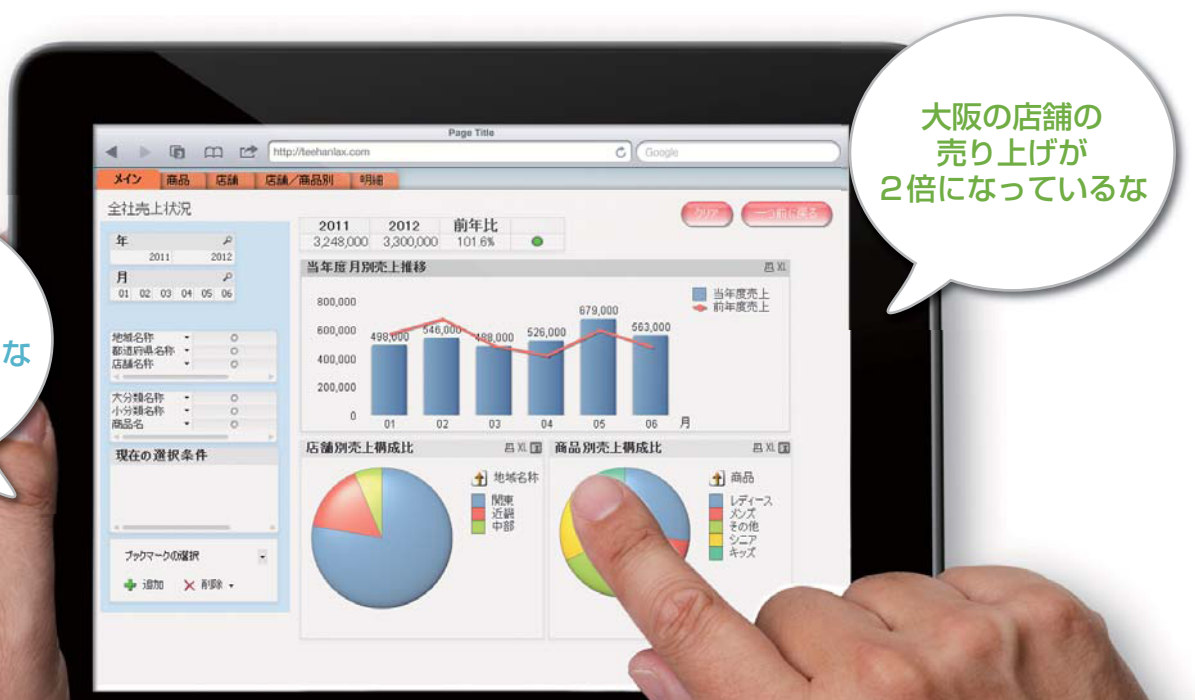 大阪の店舗の
売り上げが
２倍になっているな
な
Page Title
http://teehanlax.com
Google
メイン 商品 店舗 店舗／商品別 明細
全社売上状況
クリア 一つ前に戻る
年
2011 2012
月
01 02 03 04 05 06
地域名称
都道府県名称
店舗名称
大分類名称
小分類名称
商品名
現在の選択条件
ブックマークの選択
追加 削除
2011 2012 前年比
3,248,000 3,300,000 101.6%
当年度月別売上推移 XL
当年度売上
前年度売上
800,000
600,000
400,000
200,000
0
498,000 546,000 488,000 526,000 679,000 563,000
01 02 03 04 05 06 月
店舗別売上構成比 XL
地域名称
関東
近畿
中部
商品別売上構成比 XL
商品
レディース
メンズ
その他
シニア
キッズ